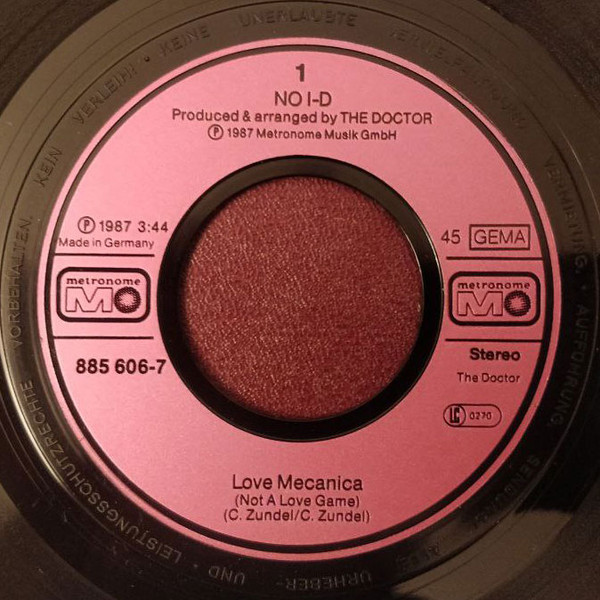 1
NO I-D
Produced & arranged by THE DOCTOR
Ⓟ 1987 Metronome Musik GmbH
Ⓟ 1987 3:44
Made in Germany
45 GEMA
metronome
MO
metronome
MO
885 606-7
Stereo
The Doctor
LC 0270
Love Mecanica
(Not A Love Game)
(C. Zundel/C. Zundel)
URHEBER- UND • LEISTUNGSSCHUTZRECHTE VORBEHALTEN. KEIN VERLEIH! • KEINE UNERLAUBTE VERVIELFÄLTIGUNG VERMIETUNG. • AUFFÜHRUNG. SENDUNG